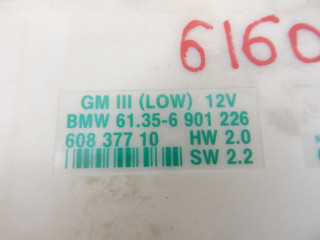 6160
GM III (LOW) 12V
BMW 61.35-6 901 226
608 377 10 HW 2.0
SW 2.2